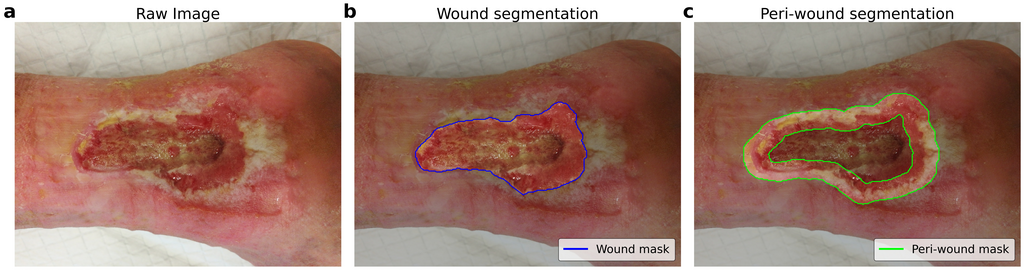 a
Raw Image
b
Wound segmentation
c
Peri-wound segmentation
Wound mask
Peri-wound mask